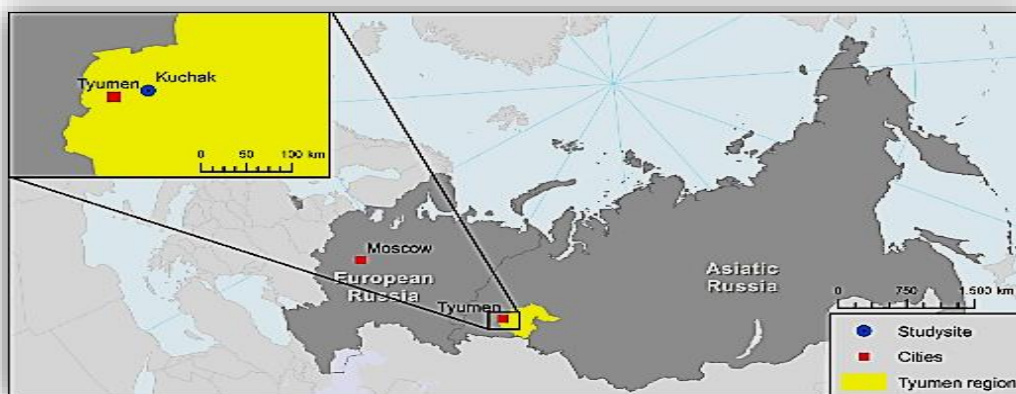 Tyumen
Kuchak
0 50 100 km
Moscow
European
Russia
Asiatic
Russia
Tyumen
0 750 1.500 km
Studysite
Cities
Tyumen region